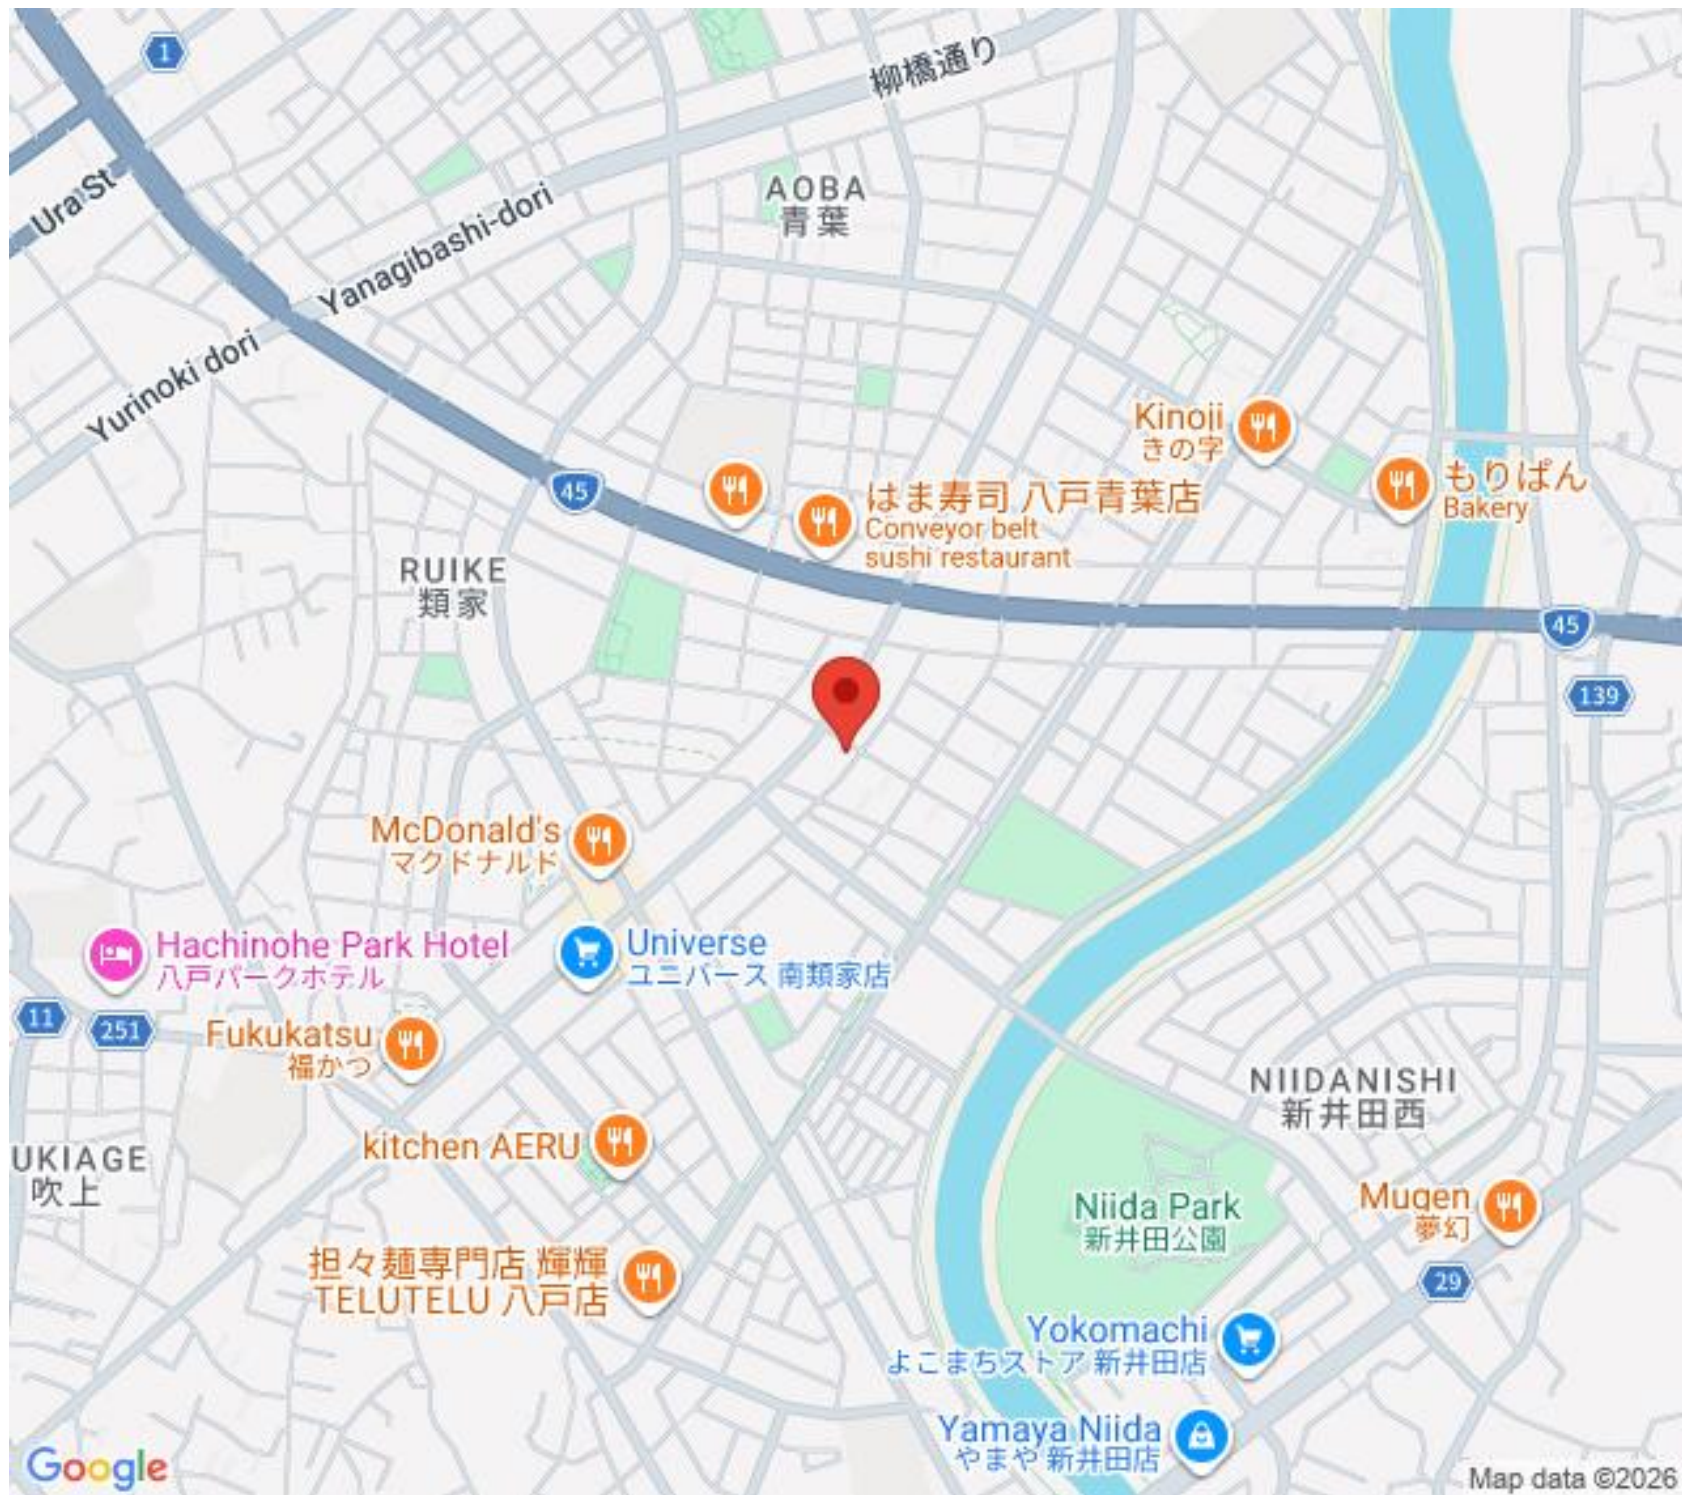 1
柳橋通り
Ura St
AOBA
青葉
Yanagibashi-dori
Yurinoki dori
Kinoji
きの字
もりぱん
Bakery
45
はま寿司 八戸青葉店
Conveyor belt
sushi restaurant
RUIKE
類家
45
139
McDonald's
マクドナルド
Hachinohe Park Hotel
八戸パークホテル
Universe
ユニバース 南類家店
11
251
Fukukatsu
福かつ
NIIDANISHI
新井田西
kitchen AERU
UKIAGE
吹上
Niida Park
新井田公園
Mugen
夢幻
担々麺専門店 輝輝
TELUTELU 八戸店
29
Yokomachi
よこまちストア 新井田店
Yamaya Niida
やまや 新井田店
Google
Map data ©2026